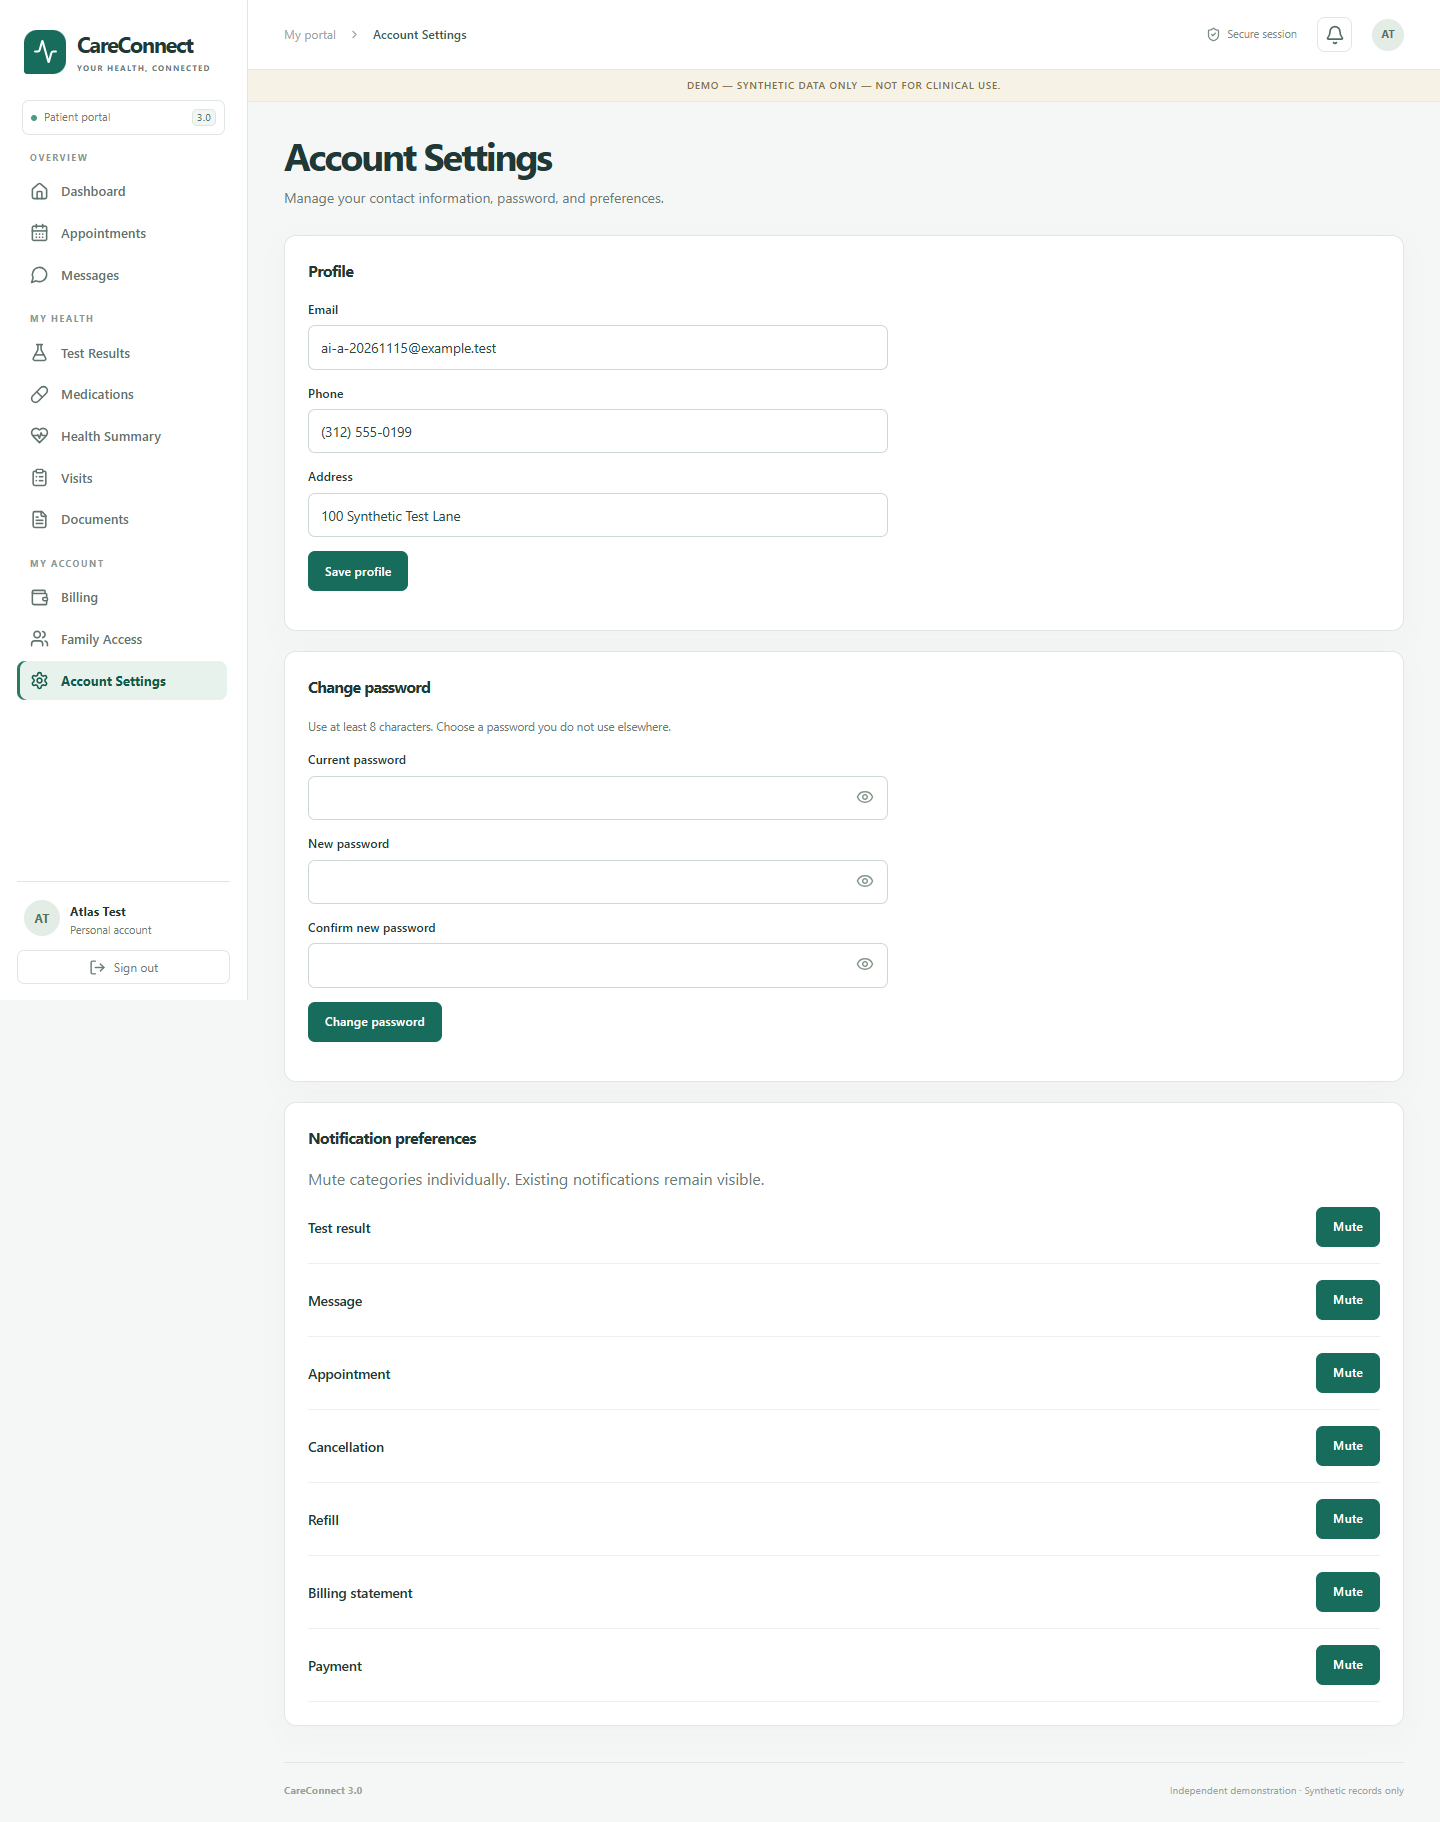 CareConnect
YOUR HEALTH, CONNECTED
Patient portal 3.0
OVERVIEW
Dashboard
Appointments
Messages
MY HEALTH
Test Results
Medications
Health Summary
Visits
Documents
MY ACCOUNT
Billing
Family Access
Account Settings
AT
Atlas Test
Personal account
Sign out
My portal > Account Settings
Secure session
AT
DEMO — SYNTHETIC DATA ONLY — NOT FOR CLINICAL USE.
Account Settings
Manage your contact information, password, and preferences.
Profile
Email
ai-a-20261115@example.test
Phone
(312) 555-0199
Address
100 Synthetic Test Lane
Save profile
Change password
Use at least 8 characters. Choose a password you do not use elsewhere.
Current password
New password
Confirm new password
Change password
Notification preferences
Mute categories individually. Existing notifications remain visible.
Test result Mute
Message Mute
Appointment Mute
Cancellation Mute
Refill Mute
Billing statement Mute
Payment Mute
CareConnect 3.0
Independent demonstration · Synthetic records only